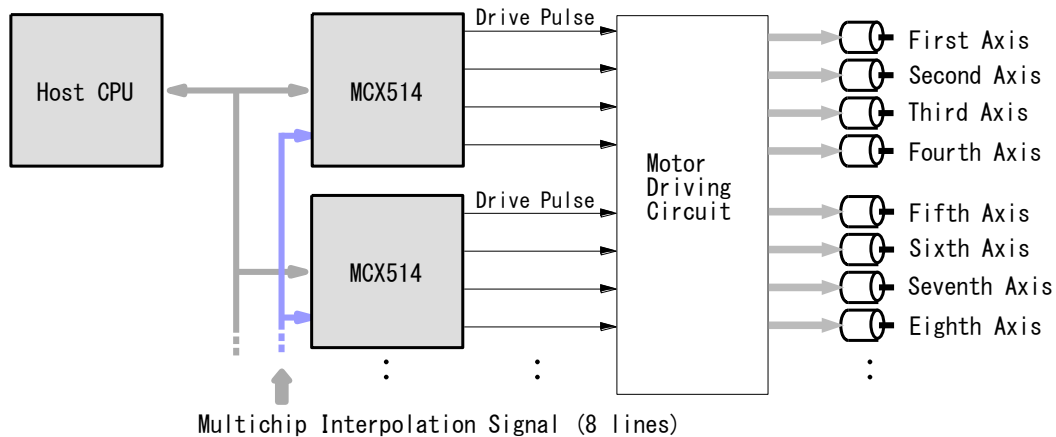 Drive Pulse
First Axis
Host CPU
MCX514
Second Axis
Third Axis
Fourth Axis
Motor
Driving
Circuit
Drive Pulse
Fifth Axis
Sixth Axis
MCX514
Seventh Axis
Eighth Axis
Multichip Interpolation Signal (8 lines)